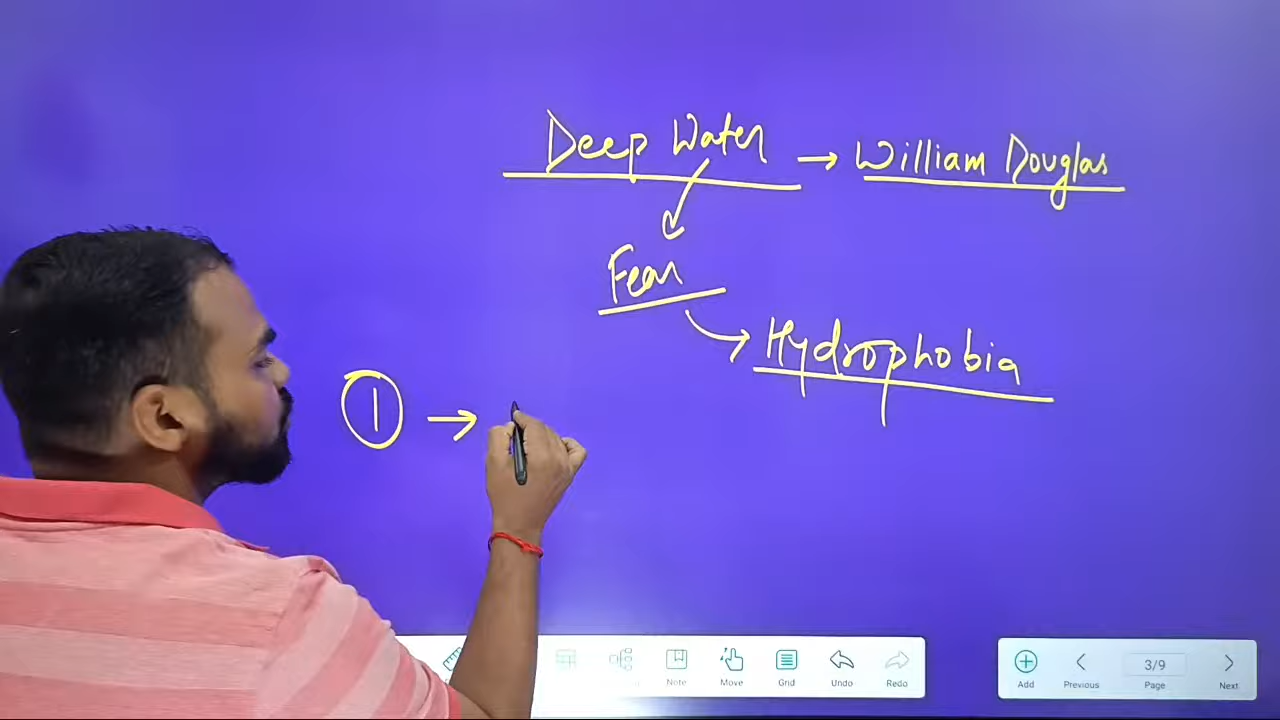 Deep Water → William Douglas
Fear
Hydrophobia
1 →
Note Move Grid Undo Redo
Add Previous 3/9 Page Next